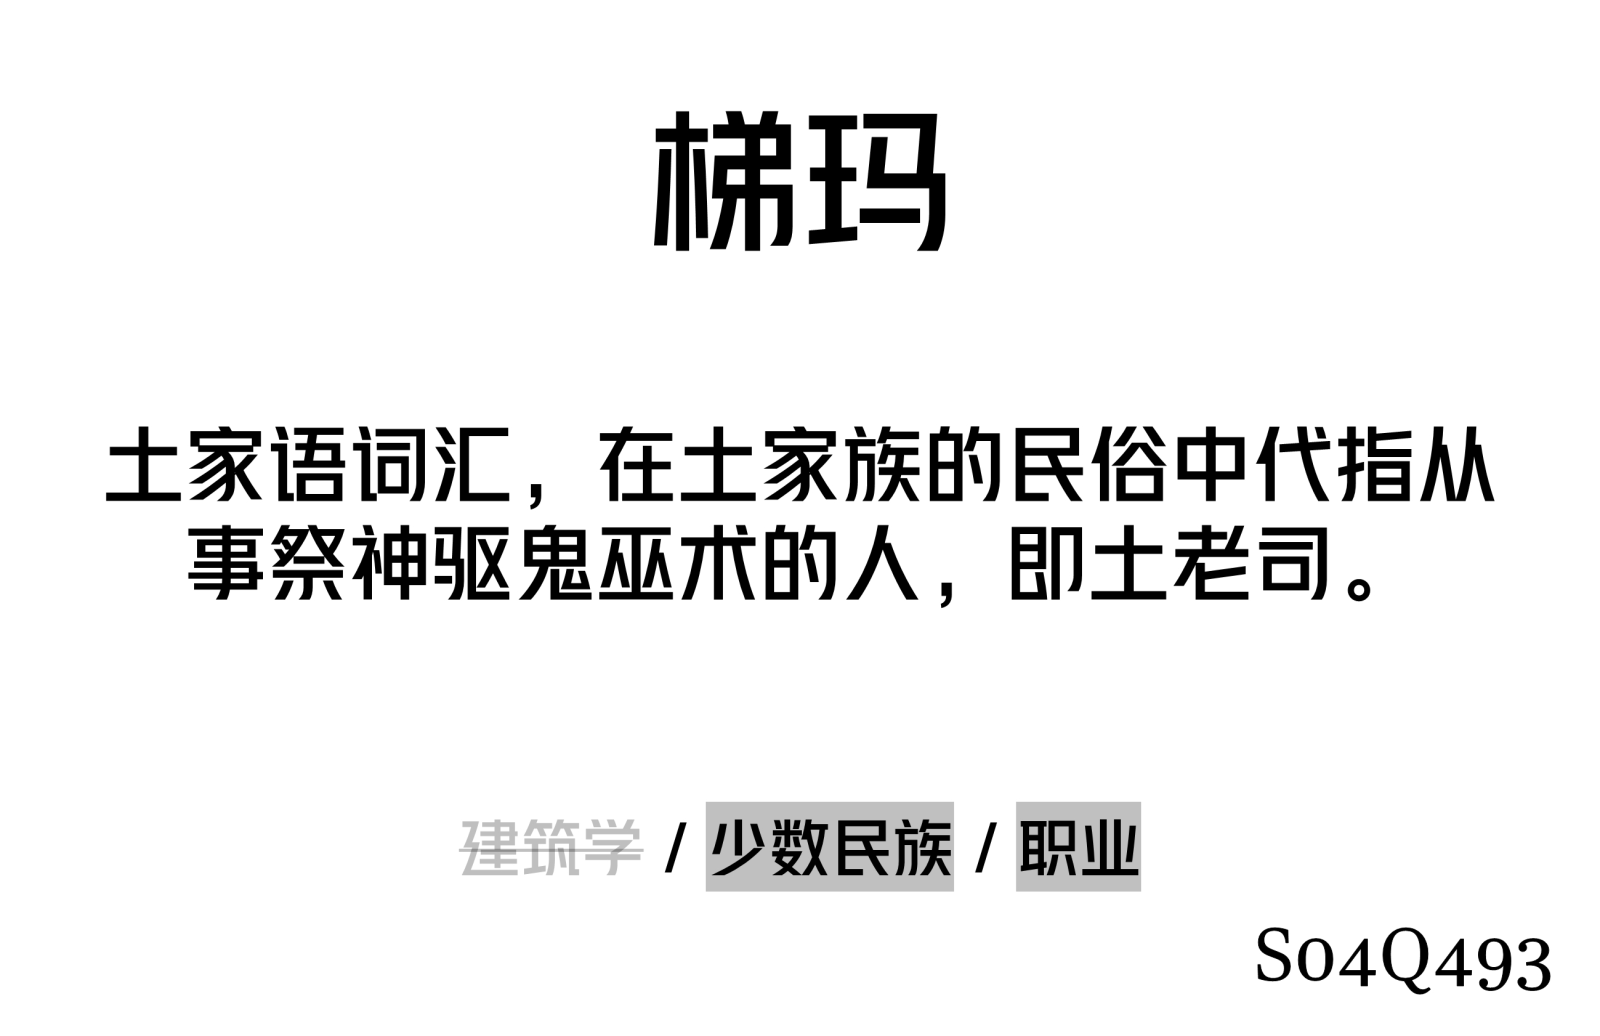 梯玛
土家语词汇，在土家族的民俗中代指从
事祭神驱鬼巫术的人，即土老司。
建筑学 / 少数民族 / 职业
S04Q493